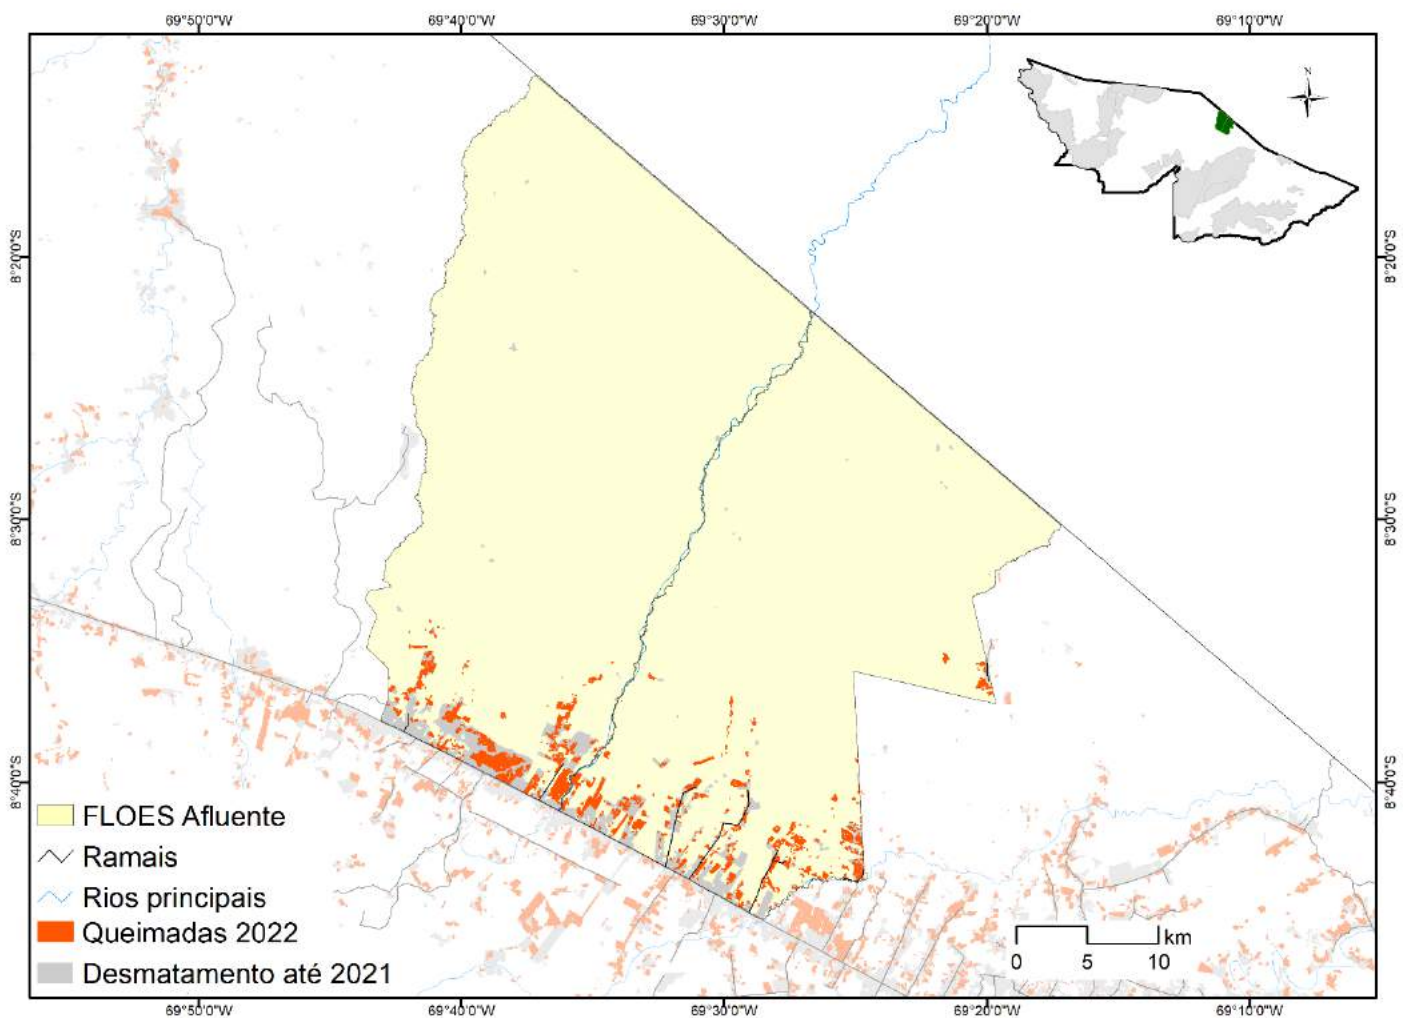 69°50'0"W 69°40'0"W 69°30'0"W 69°20'0"W 69°10'0"W
N
8°20'0"S 8°20'0"S
8°30'0"S 8°30'0"S
8°40'0"S 8°40'0"S
FLOES Afluente
Ramais
Rios principais
Queimadas 2022
Desmatamento até 2021
km
0 5 10
69°50'0"W 69°40'0"W 69°30'0"W 69°20'0"W 69°10'0"W